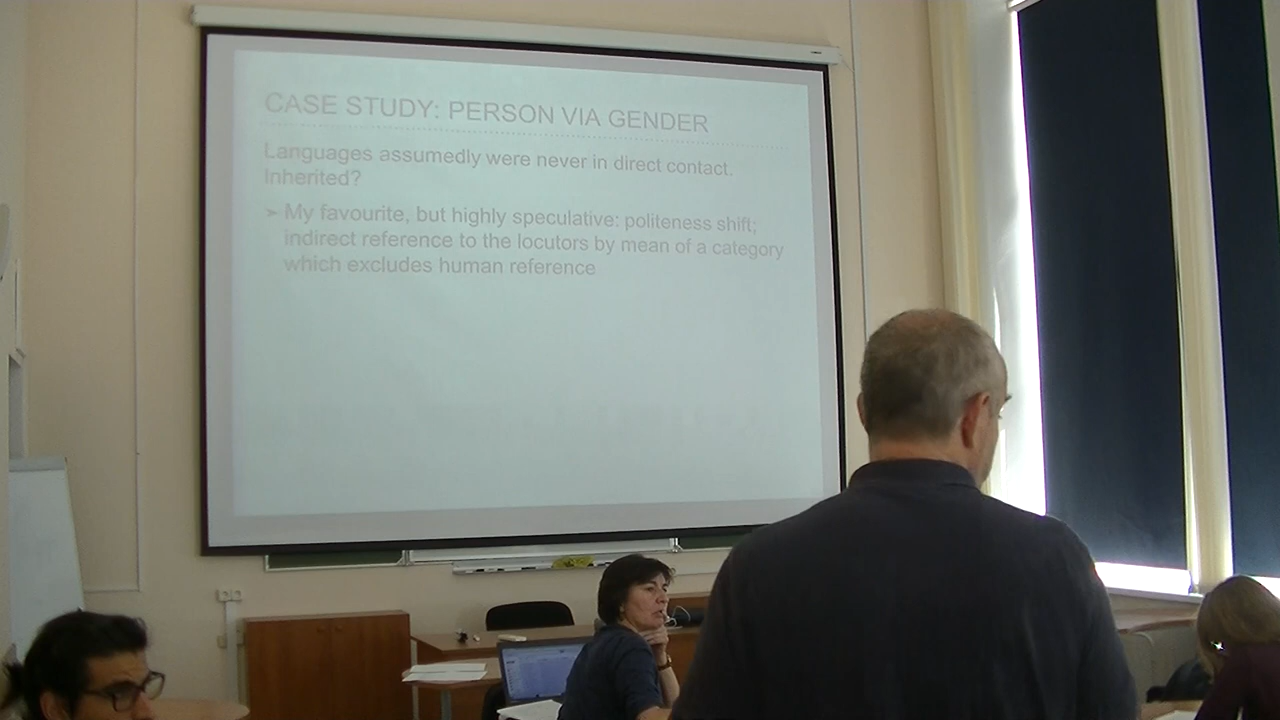 CASE STUDY: PERSON VIA GENDER
Languages assumedly were never in direct contact.
Inherited?
➤ My favourite, but highly speculative: politeness shift;
indirect reference to the locutors by mean of a category
which excludes human reference